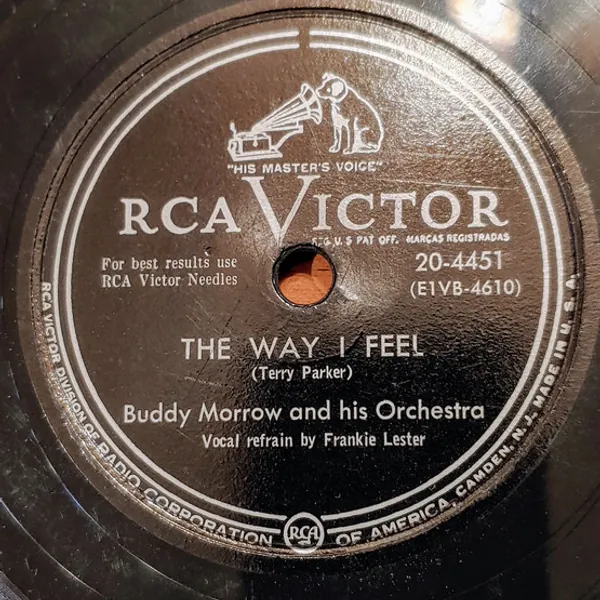 "HIS MASTER'S VOICE"
RCA VICTOR
REG. U. S. PAT. OFF. MARCAS REGISTRADAS
For best results use
RCA Victor Needles
20-4451
(E1VB-4610)
THE WAY I FEEL
(Terry Parker)
Buddy Morrow and his Orchestra
Vocal refrain by Frankie Lester
RCA VICTOR DIVISION OF RADIO CORPORATION OF AMERICA, CAMDEN, N. J. MADE IN U. S. A.
RCA